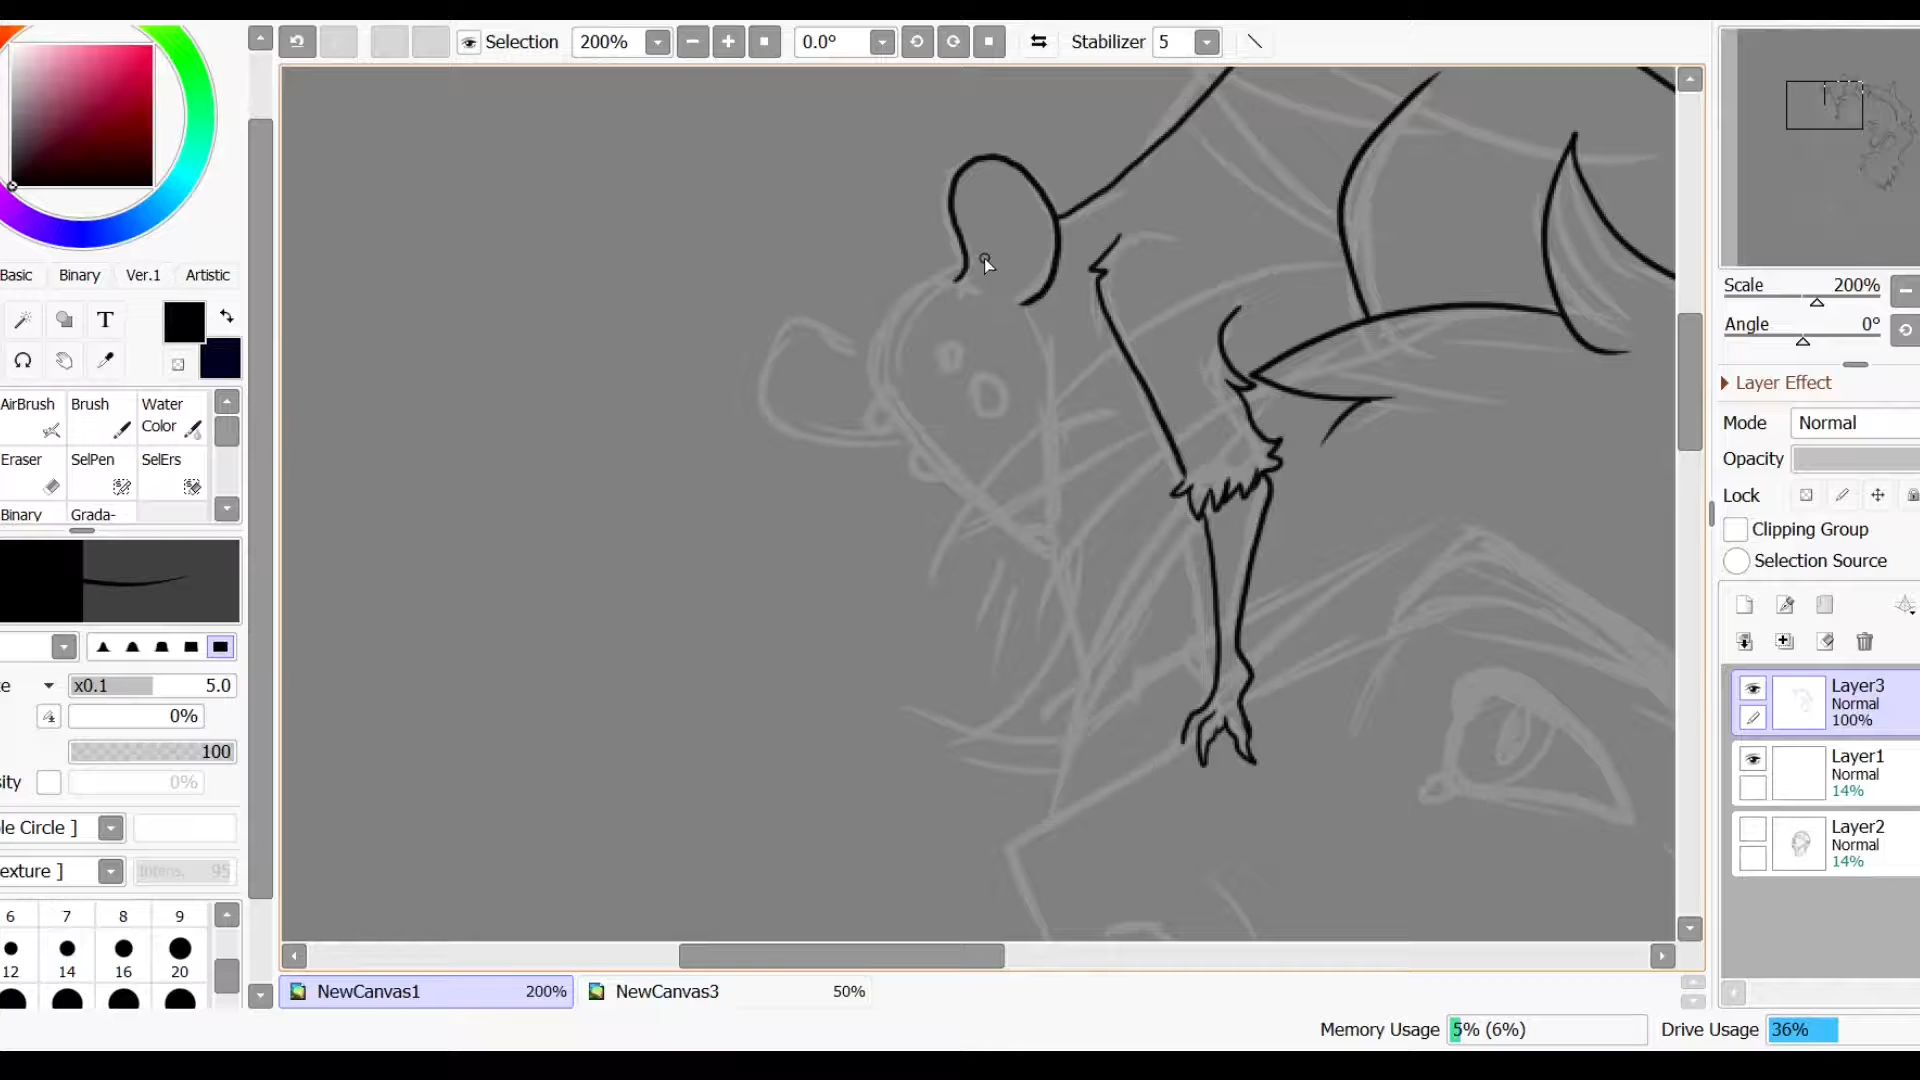 Selection 200% 0.0° Stabilizer 5
Basic Binary Ver.1 Artistic
T
AirBrush Brush Water Color
Eraser SelPen SelErs
Binary Grada-
x0.1 5.0
0%
100
0%
le Circle ]
exture ]
Intens. 95
6 7 8 9
12 14 16 20
NewCanvas1 200% NewCanvas3 50%
Memory Usage 5% (6%) Drive Usage 36%
Scale 200%
Angle 0°
Layer Effect
Mode Normal
Opacity
Lock
Clipping Group
Selection Source
Layer3
Normal
100%
Layer1
Normal
14%
Layer2
Normal
14%